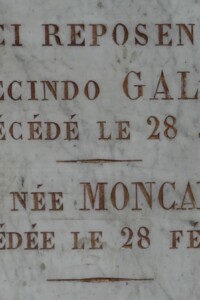 CI REPOSEN
ECINDO GAL
ÉCÉDÉ LE 28
NÉE MONCA
ÉDÉE LE 28 FÉ